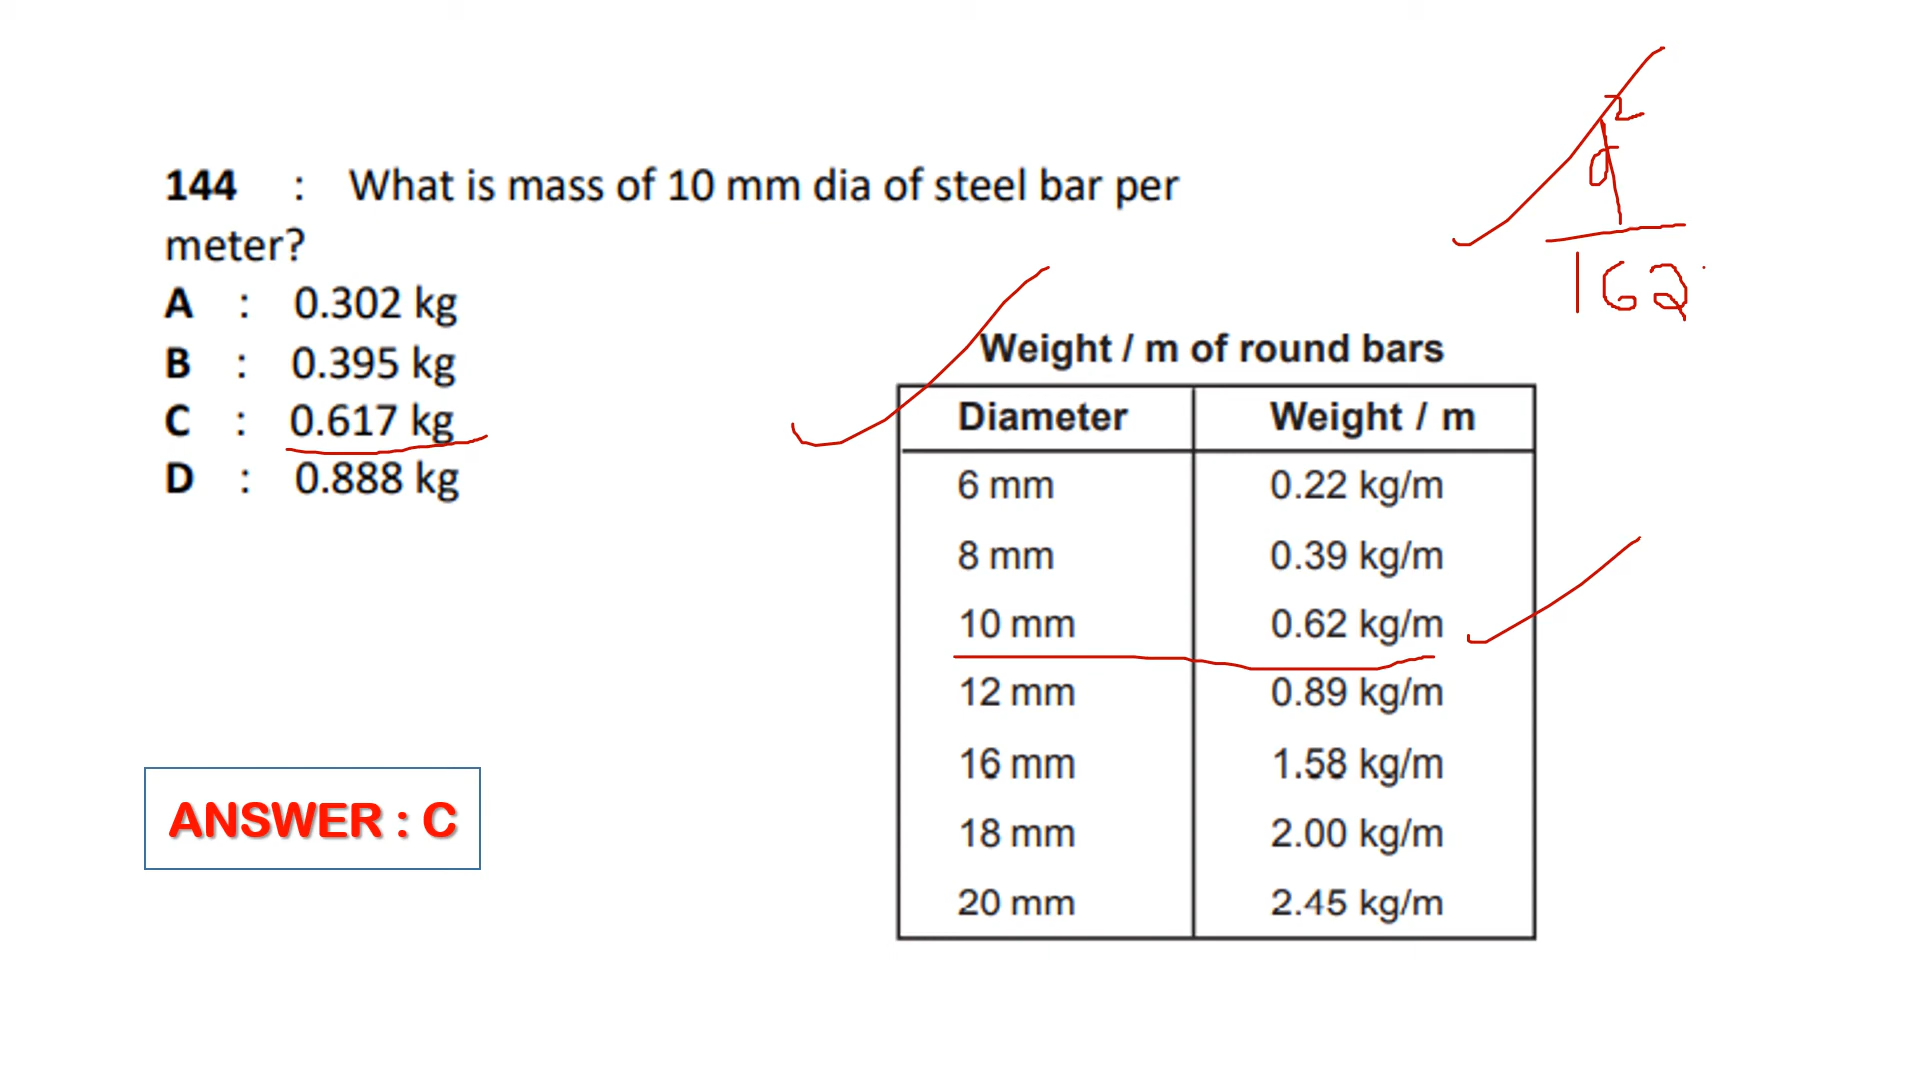 144 : What is mass of 10 mm dia of steel bar per
meter?
A : 0.302 kg
B : 0.395 kg
C : 0.617 kg
D : 0.888 kg
ANSWER : C
d²
162
Weight / m of round bars
Diameter Weight / m
6 mm 0.22 kg/m
8 mm 0.39 kg/m
10 mm 0.62 kg/m
12 mm 0.89 kg/m
16 mm 1.58 kg/m
18 mm 2.00 kg/m
20 mm 2.45 kg/m